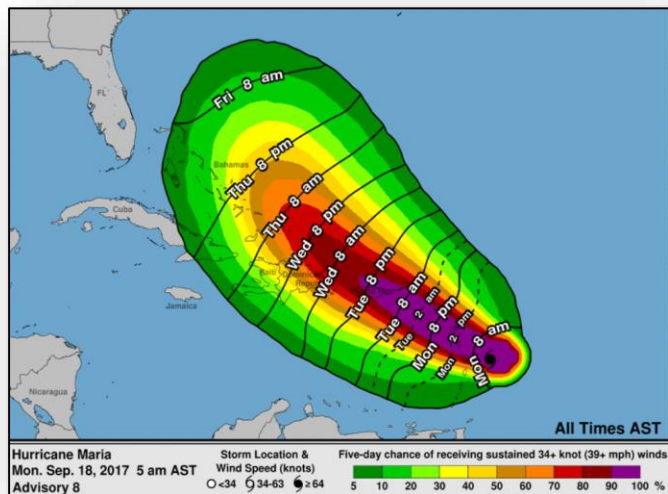 FL
Fri 8 am
Thu 8 pm
Bahamas
Thu 8 am
Cuba
Wed 8 pm
Wed 8 am
Haiti
Dominican
Tue 8 pm
Jamaica
Tue 8 am
Tue 2 am
Mon 8 pm
Mon 2 pm
Mon 8 am
Nicaragua
All Times AST
Hurricane Maria
Mon. Sep. 18, 2017 5 am AST
Advisory 8
Storm Location &
Wind Speed (knots)
<34 34-63 ≥ 64
Five-day chance of receiving sustained 34+ knot (39+ mph) winds
5 10 20 30 40 50 60 70 80 90 100 %